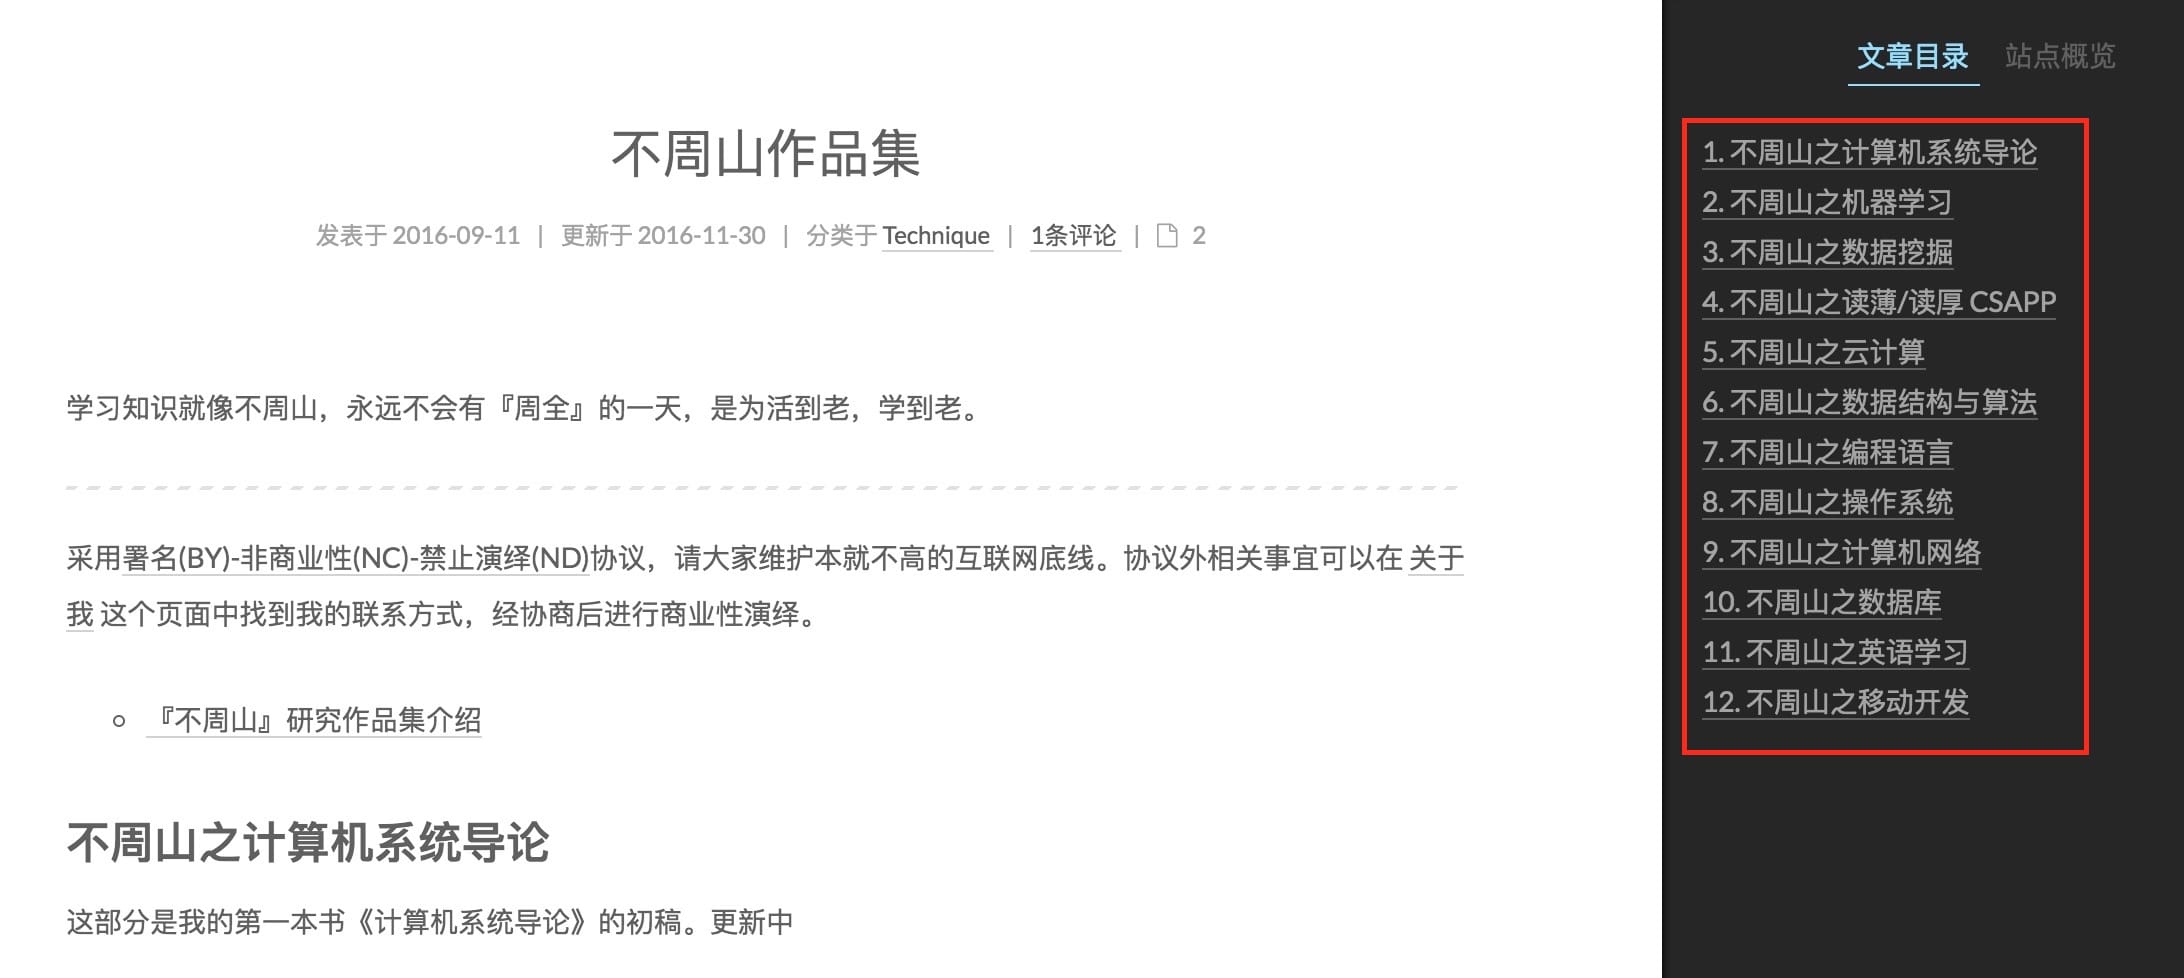 不周山作品集
发表于 2016-09-11 | 更新于 2016-11-30 | 分类于 Technique | 1条评论 | 2
学习知识就像不周山，永远不会有『周全』的一天，是为活到老，学到老。
采用署名(BY)-非商业性(NC)-禁止演绎(ND)协议，请大家维护本就不高的互联网底线。协议外相关事宜可以在 关于
我 这个页面中找到我的联系方式，经协商后进行商业性演绎。
『不周山』研究作品集介绍
不周山之计算机系统导论
这部分是我的第一本书《计算机系统导论》的初稿。更新中
文章目录 站点概览
1. 不周山之计算机系统导论
2. 不周山之机器学习
3. 不周山之数据挖掘
4. 不周山之读薄/读厚 CSAPP
5. 不周山之云计算
6. 不周山之数据结构与算法
7. 不周山之编程语言
8. 不周山之操作系统
9. 不周山之计算机网络
10. 不周山之数据库
11. 不周山之英语学习
12. 不周山之移动开发